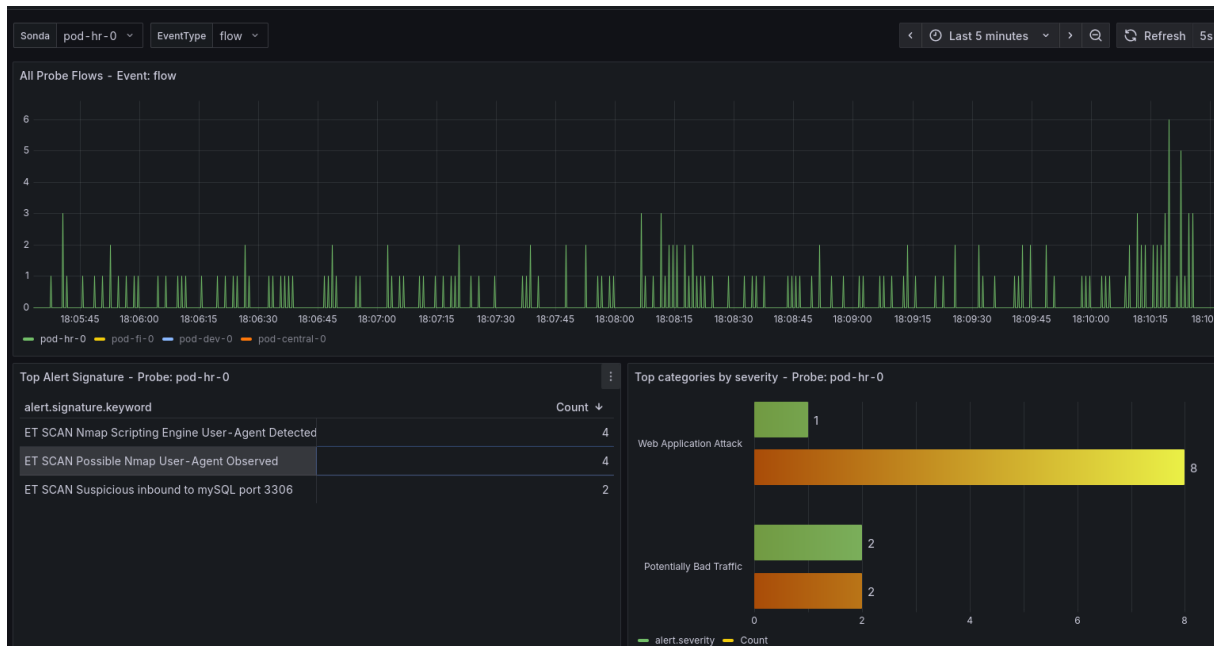 Sonda pod-hr-0 EventType flow Last 5 minutes Refresh 5s
All Probe Flows - Event: flow
6
5
4
3
2
1
0
18:05:45 18:06:00 18:06:15 18:06:30 18:06:45 18:07:00 18:07:15 18:07:30 18:07:45 18:08:00 18:08:15 18:08:30 18:08:45 18:09:00 18:09:15 18:09:30 18:09:45 18:10:00 18:10:15 18:10
pod-hr-0 pod-fi-0 pod-dev-0 pod-central-0
Top Alert Signature - Probe: pod-hr-0
alert.signature.keyword Count
ET SCAN Nmap Scripting Engine User-Agent Detected 4
ET SCAN Possible Nmap User-Agent Observed 4
ET SCAN Suspicious inbound to mySQL port 3306 2
Top categories by severity - Probe: pod-hr-0
1
Web Application Attack
8
2
Potentially Bad Traffic
2
0 2 4 6 8
alert.severity Count